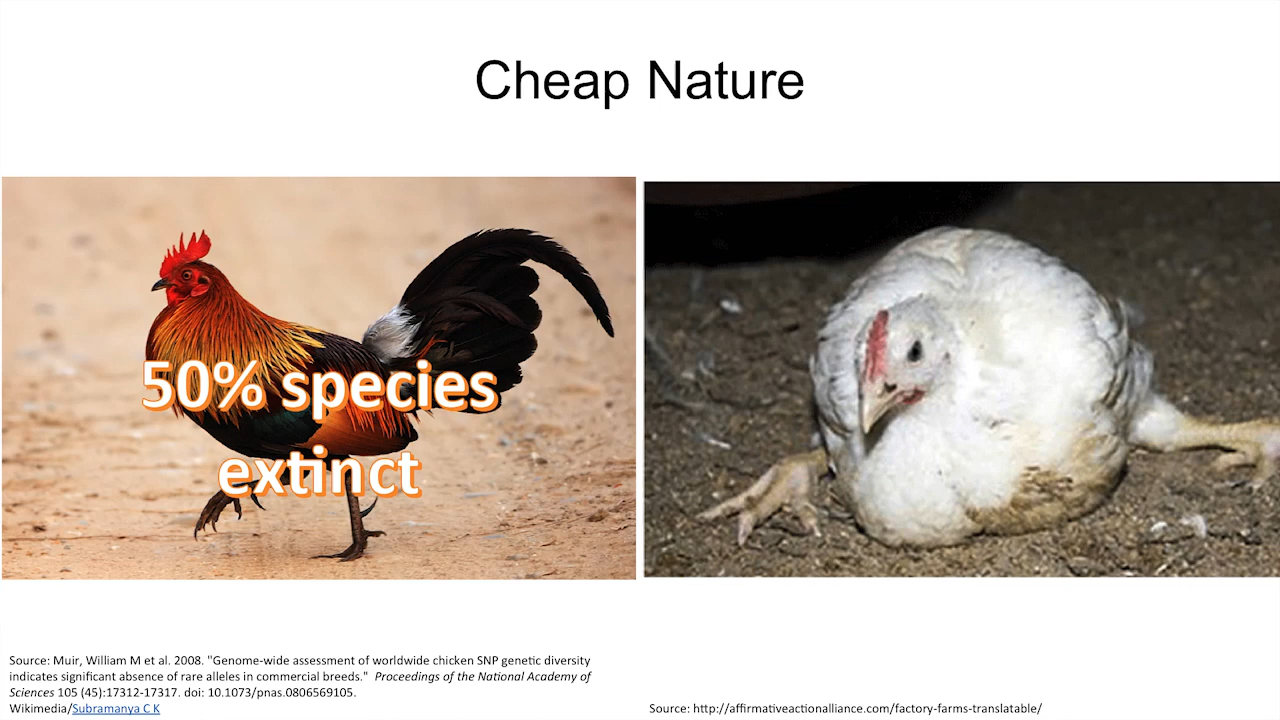 Cheap Nature
50% species
extinct
Source: Muir, William M et al. 2008. "Genome-wide assessment of worldwide chicken SNP genetic diversity
indicates significant absence of rare alleles in commercial breeds."  Proceedings of the National Academy of
Sciences 105 (45):17312-17317. doi: 10.1073/pnas.0806569105.
Wikimedia/Subramanya C K
Source: http://affirmativeactionalliance.com/factory-farms-translatable/